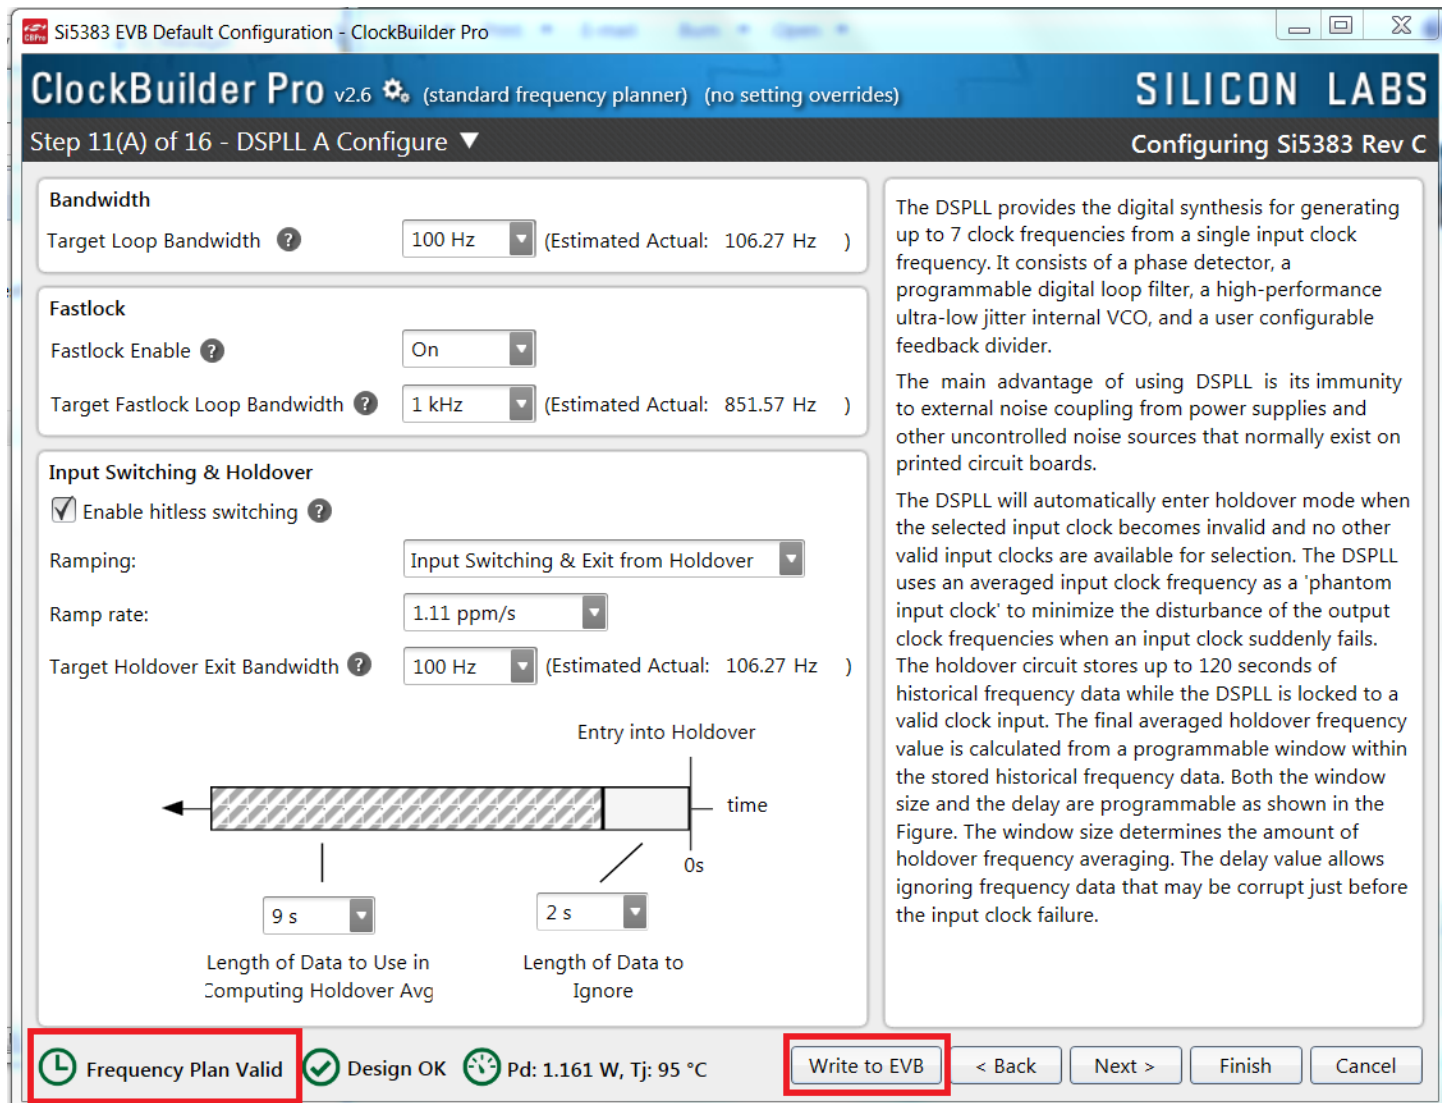 Si5383 EVB Default Configuration - ClockBuilder Pro
ClockBuilder Pro v2.6 (standard frequency planner) (no setting overrides)
SILICON LABS
Step 11(A) of 16 - DSPLL A Configure ▼
Configuring Si5383 Rev C
Bandwidth
Target Loop Bandwidth ? 100 Hz (Estimated Actual: 106.27 Hz )
Fastlock
Fastlock Enable ? On
Target Fastlock Loop Bandwidth ? 1 kHz (Estimated Actual: 851.57 Hz )
Input Switching & Holdover
Enable hitless switching ?
Ramping: Input Switching & Exit from Holdover
Ramp rate: 1.11 ppm/s
Target Holdover Exit Bandwidth ? 100 Hz (Estimated Actual: 106.27 Hz )
Entry into Holdover
time
0s
9 s
2 s
Length of Data to Use in
Computing Holdover Avg
Length of Data to
Ignore
The DSPLL provides the digital synthesis for generating
up to 7 clock frequencies from a single input clock
frequency. It consists of a phase detector, a
programmable digital loop filter, a high-performance
ultra-low jitter internal VCO, and a user configurable
feedback divider.
The main advantage of using DSPLL is its immunity
to external noise coupling from power supplies and
other uncontrolled noise sources that normally exist on
printed circuit boards.
The DSPLL will automatically enter holdover mode when
the selected input clock becomes invalid and no other
valid input clocks are available for selection. The DSPLL
uses an averaged input clock frequency as a 'phantom
input clock' to minimize the disturbance of the output
clock frequencies when an input clock suddenly fails.
The holdover circuit stores up to 120 seconds of
historical frequency data while the DSPLL is locked to a
valid clock input. The final averaged holdover frequency
value is calculated from a programmable window within
the stored historical frequency data. Both the window
size and the delay are programmable as shown in the
Figure. The window size determines the amount of
holdover frequency averaging. The delay value allows
ignoring frequency data that may be corrupt just before
the input clock failure.
Frequency Plan Valid
Design OK
Pd: 1.161 W, Tj: 95 °C
Write to EVB
< Back
Next >
Finish
Cancel